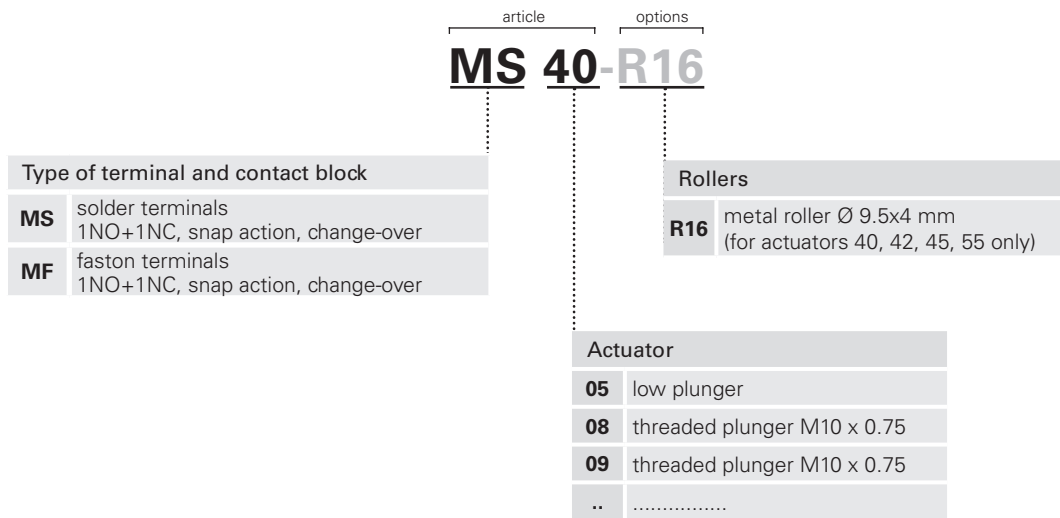 article options
MS 40-R16
Type of terminal and contact block
MS solder terminals
1NO+1NC, snap action, change-over
MF faston terminals
1NO+1NC, snap action, change-over
Rollers
R16 metal roller Ø 9.5x4 mm
(for actuators 40, 42, 45, 55 only)
Actuator
05 low plunger
08 threaded plunger M10 x 0.75
09 threaded plunger M10 x 0.75
.. ................